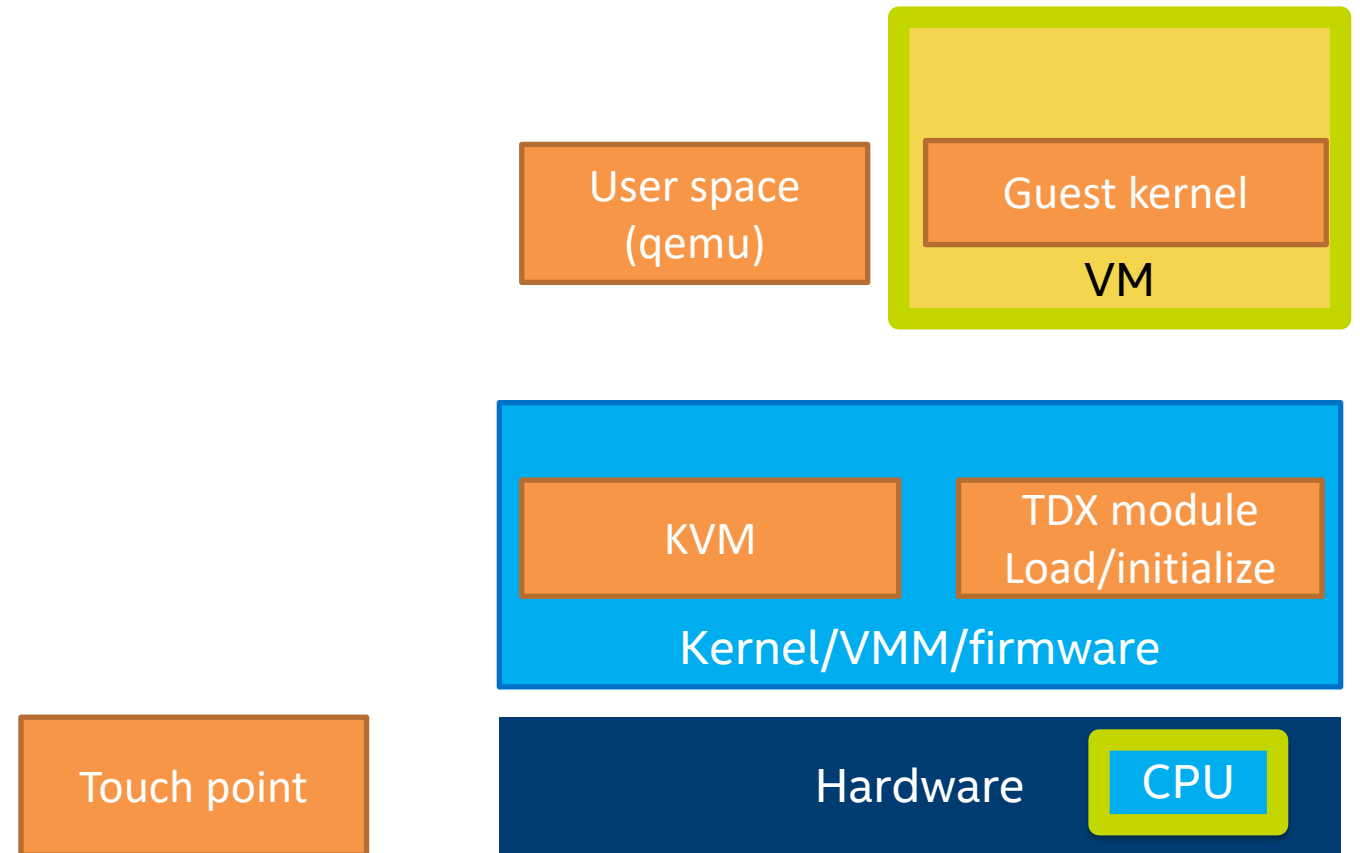 User space
(qemu)
Guest kernel
VM
KVM
TDX module
Load/initialize
Kernel/VMM/firmware
Touch point
Hardware
CPU